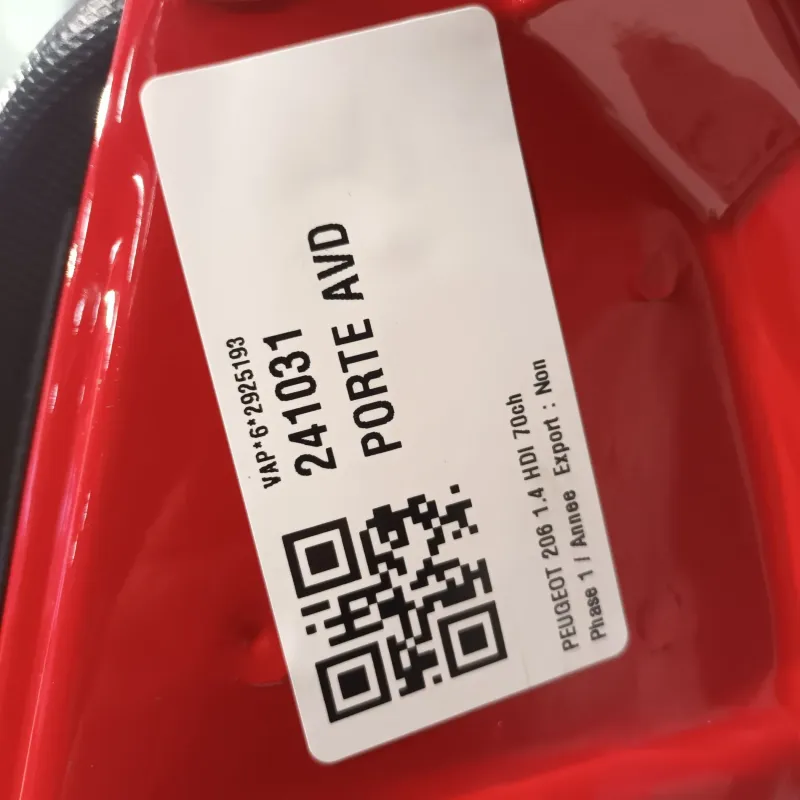 VAP*6*2925193
241031
PORTE AVD
PEUGEOT 206 1.4 HDI 70ch
Phase 1 / Annee Export : Non